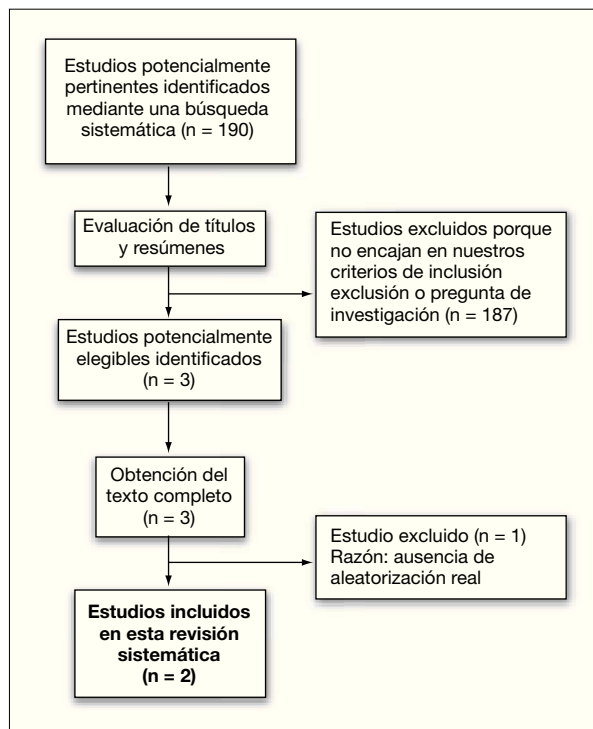 Estudios potencialmente
pertinentes identificados
mediante una búsqueda
sistemática (n = 190)
Evaluación de títulos
y resúmenes
Estudios excluidos porque
no encajan en nuestros
criterios de inclusión
exclusión o pregunta de
investigación (n = 187)
Estudios potencialmente
elegibles identificados
(n = 3)
Obtención del
texto completo
(n = 3)
Estudio excluido (n = 1)
Razón: ausencia de
aleatorización real
Estudios incluidos
en esta revisión
sistemática
(n = 2)